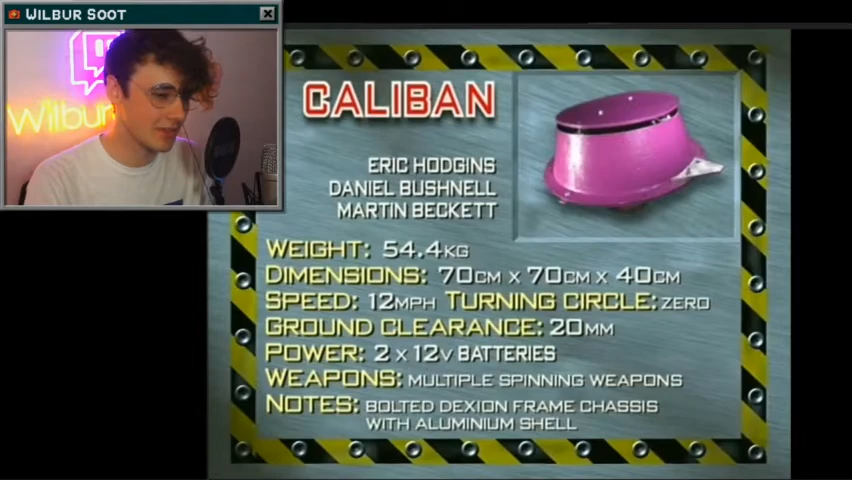 WILBUR SOOT
Wilbur
CALIBAN
ERIC HODGINS
DANIEL BUSHNELL
MARTIN BECKETT
WEIGHT: 54.4KG
DIMENSIONS: 70CM X 70CM X 40CM
SPEED: 12MPH TURNING CIRCLE: ZERO
GROUND CLEARANCE: 20MM
POWER: 2 X 12V BATTERIES
WEAPONS: MULTIPLE SPINNING WEAPONS
NOTES: BOLTED DEXION FRAME CHASSIS
WITH ALUMINIUM SHELL